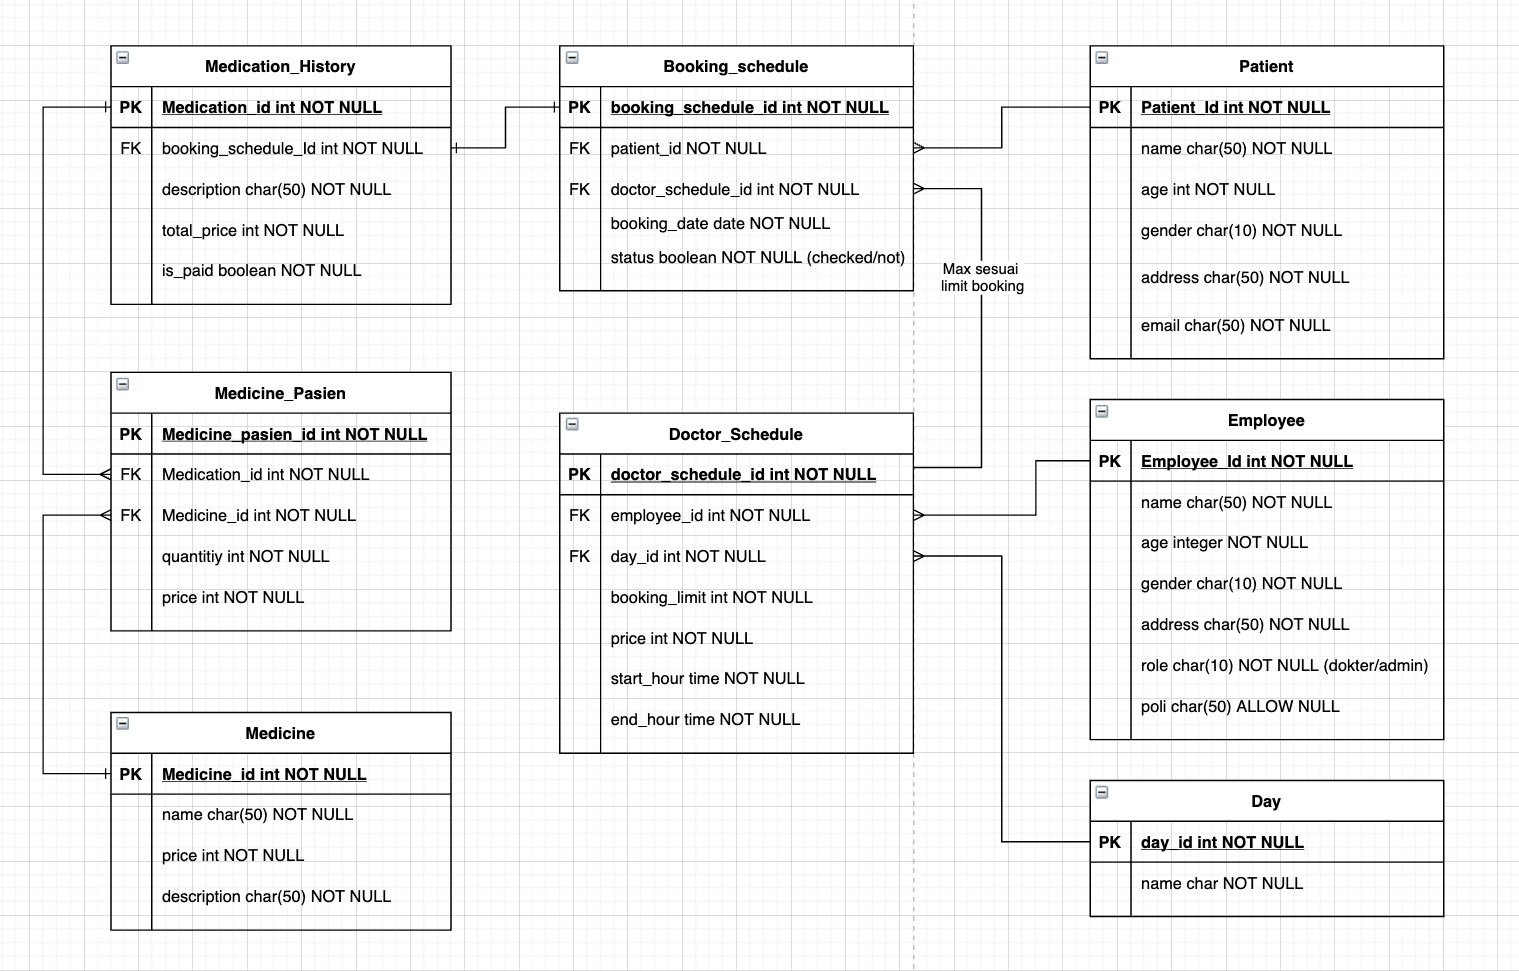 Medication_History
PK Medication_id int NOT NULL
FK booking_schedule_Id int NOT NULL
description char(50) NOT NULL
total_price int NOT NULL
is_paid boolean NOT NULL
Booking_schedule
PK booking_schedule_id int NOT NULL
FK patient_id NOT NULL
FK doctor_schedule_id int NOT NULL
booking_date date NOT NULL
status boolean NOT NULL (checked/not)
Patient
PK Patient_Id int NOT NULL
name char(50) NOT NULL
age int NOT NULL
gender char(10) NOT NULL
address char(50) NOT NULL
email char(50) NOT NULL
Max sesuai
limit booking
Medicine_Pasien
PK Medicine_pasien_id int NOT NULL
FK Medication_id int NOT NULL
FK Medicine_id int NOT NULL
quantitiy int NOT NULL
price int NOT NULL
Doctor_Schedule
PK doctor_schedule_id int NOT NULL
FK employee_id int NOT NULL
FK day_id int NOT NULL
booking_limit int NOT NULL
price int NOT NULL
start_hour time NOT NULL
end_hour time NOT NULL
Employee
PK Employee_Id int NOT NULL
name char(50) NOT NULL
age integer NOT NULL
gender char(10) NOT NULL
address char(50) NOT NULL
role char(10) NOT NULL (dokter/admin)
poli char(50) ALLOW NULL
Medicine
PK Medicine_id int NOT NULL
name char(50) NOT NULL
price int NOT NULL
description char(50) NOT NULL
Day
PK day_id int NOT NULL
name char NOT NULL